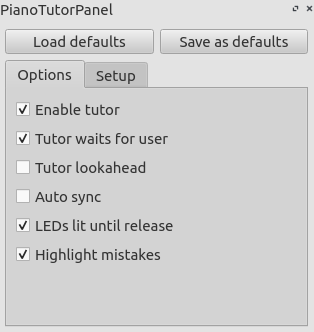 PianoTutorPanel
Load defaults Save as defaults
Options Setup
Enable tutor
Tutor waits for user
Tutor lookahead
Auto sync
LEDs lit until release
Highlight mistakes